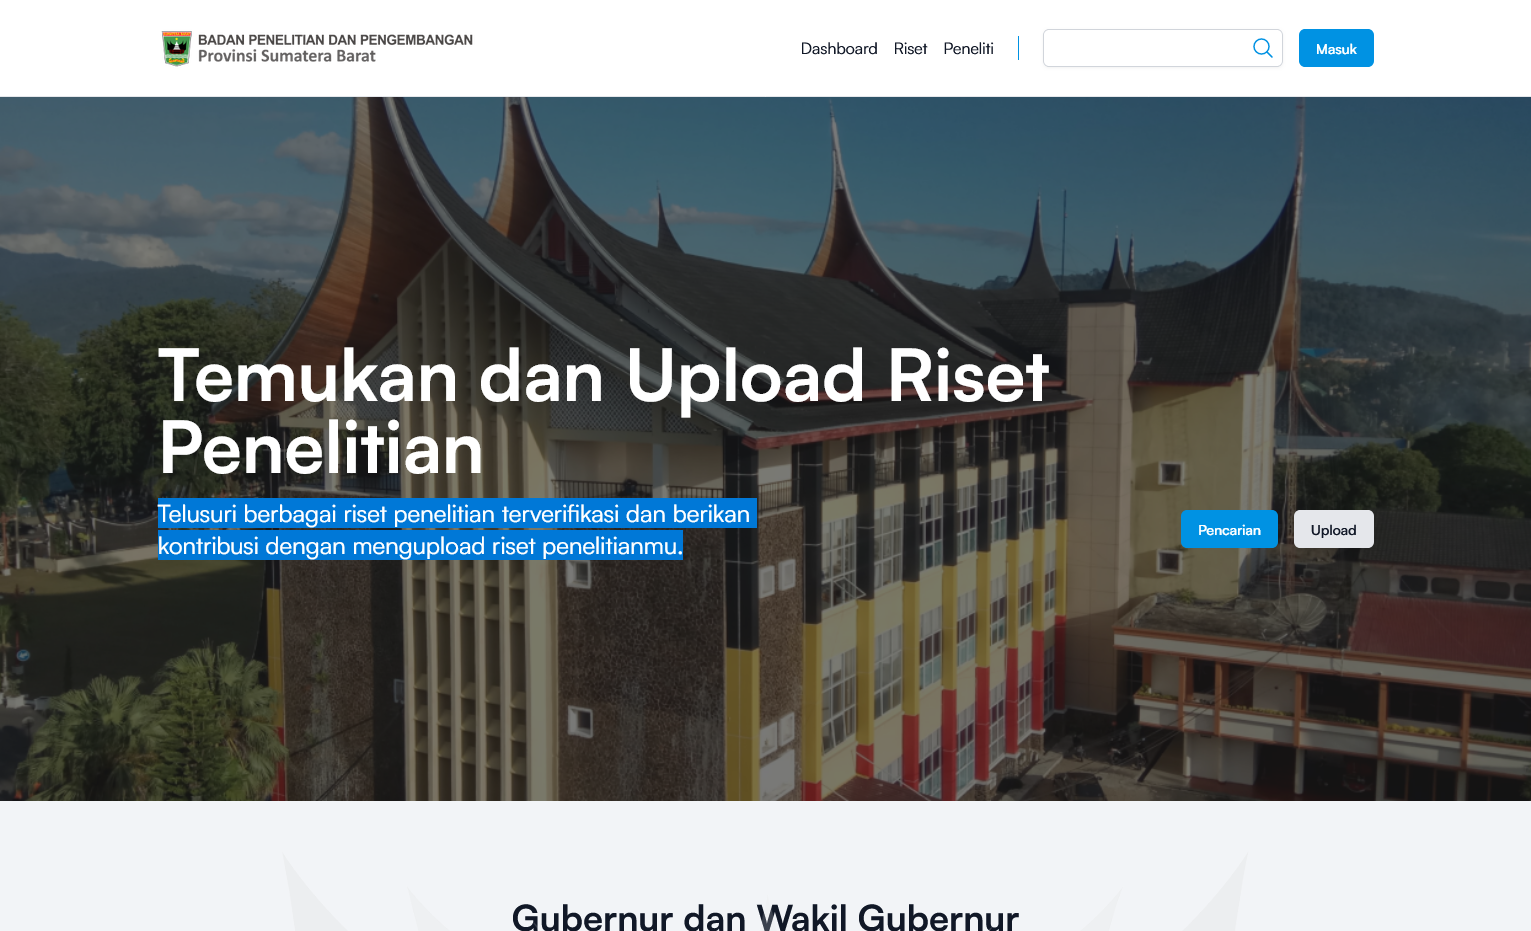 BADAN PENELITIAN DAN PENGEMBANGAN
Provinsi Sumatera Barat
Dashboard Riset Peneliti
Masuk
Temukan dan Upload Riset
Penelitian
Telusuri berbagai riset penelitian terverifikasi dan berikan
kontribusi dengan mengupload riset penelitianmu.
Pencarian
Upload
Gubernur dan Wakil Gubernur